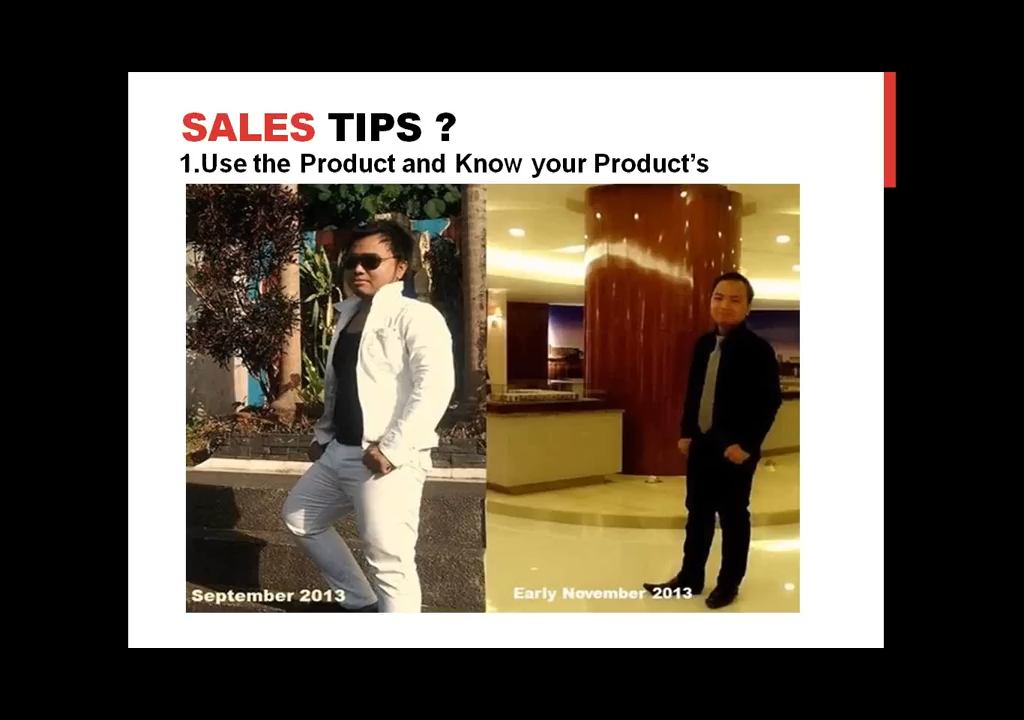 SALES TIPS ?
1.Use the Product and Know your Product’s
September 2013
Early November 2013